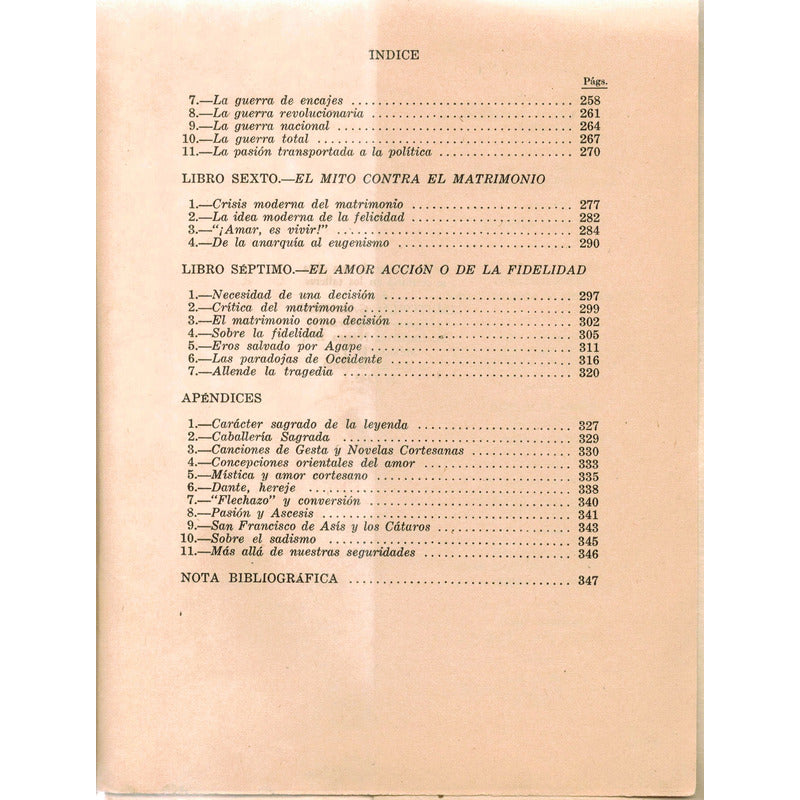 INDICE
Págs.
7.—La guerra de encajes ........ 258
8.—La guerra revolucionaria ........ 261
9.—La guerra nacional ........ 264
10.—La guerra total ........ 267
11.—La pasión transportada a la política ........ 270
LIBRO SEXTO.—EL MITO CONTRA EL MATRIMONIO
1.—Crisis moderna del matrimonio ........ 277
2.—La idea moderna de la felicidad ........ 282
3.—"¡Amar, es vivir!" ........ 284
4.—De la anarquía al eugenismo ........ 290
LIBRO SÉPTIMO.—EL AMOR ACCIÓN O DE LA FIDELIDAD
1.—Necesidad de una decisión ........ 297
2.—Crítica del matrimonio ........ 299
3.—El matrimonio como decisión ........ 302
4.—Sobre la fidelidad ........ 305
5.—Eros salvado por Agape ........ 311
6.—Las paradojas de Occidente ........ 316
7.—Allende la tragedia ........ 320
APÉNDICES
1.—Carácter sagrado de la leyenda ........ 327
2.—Caballería Sagrada ........ 329
3.—Canciones de Gesta y Novelas Cortesanas ........ 330
4.—Concepciones orientales del amor ........ 333
5.—Mística y amor cortesano ........ 335
6.—Dante, hereje ........ 338
7.—"Flechazo" y conversión ........ 340
8.—Pasión y Ascesis ........ 341
9.—San Francisco de Asís y los Cátaros ........ 343
10.—Sobre el sadismo ........ 345
11.—Más allá de nuestras seguridades ........ 346
NOTA BIBLIOGRÁFICA ........ 347